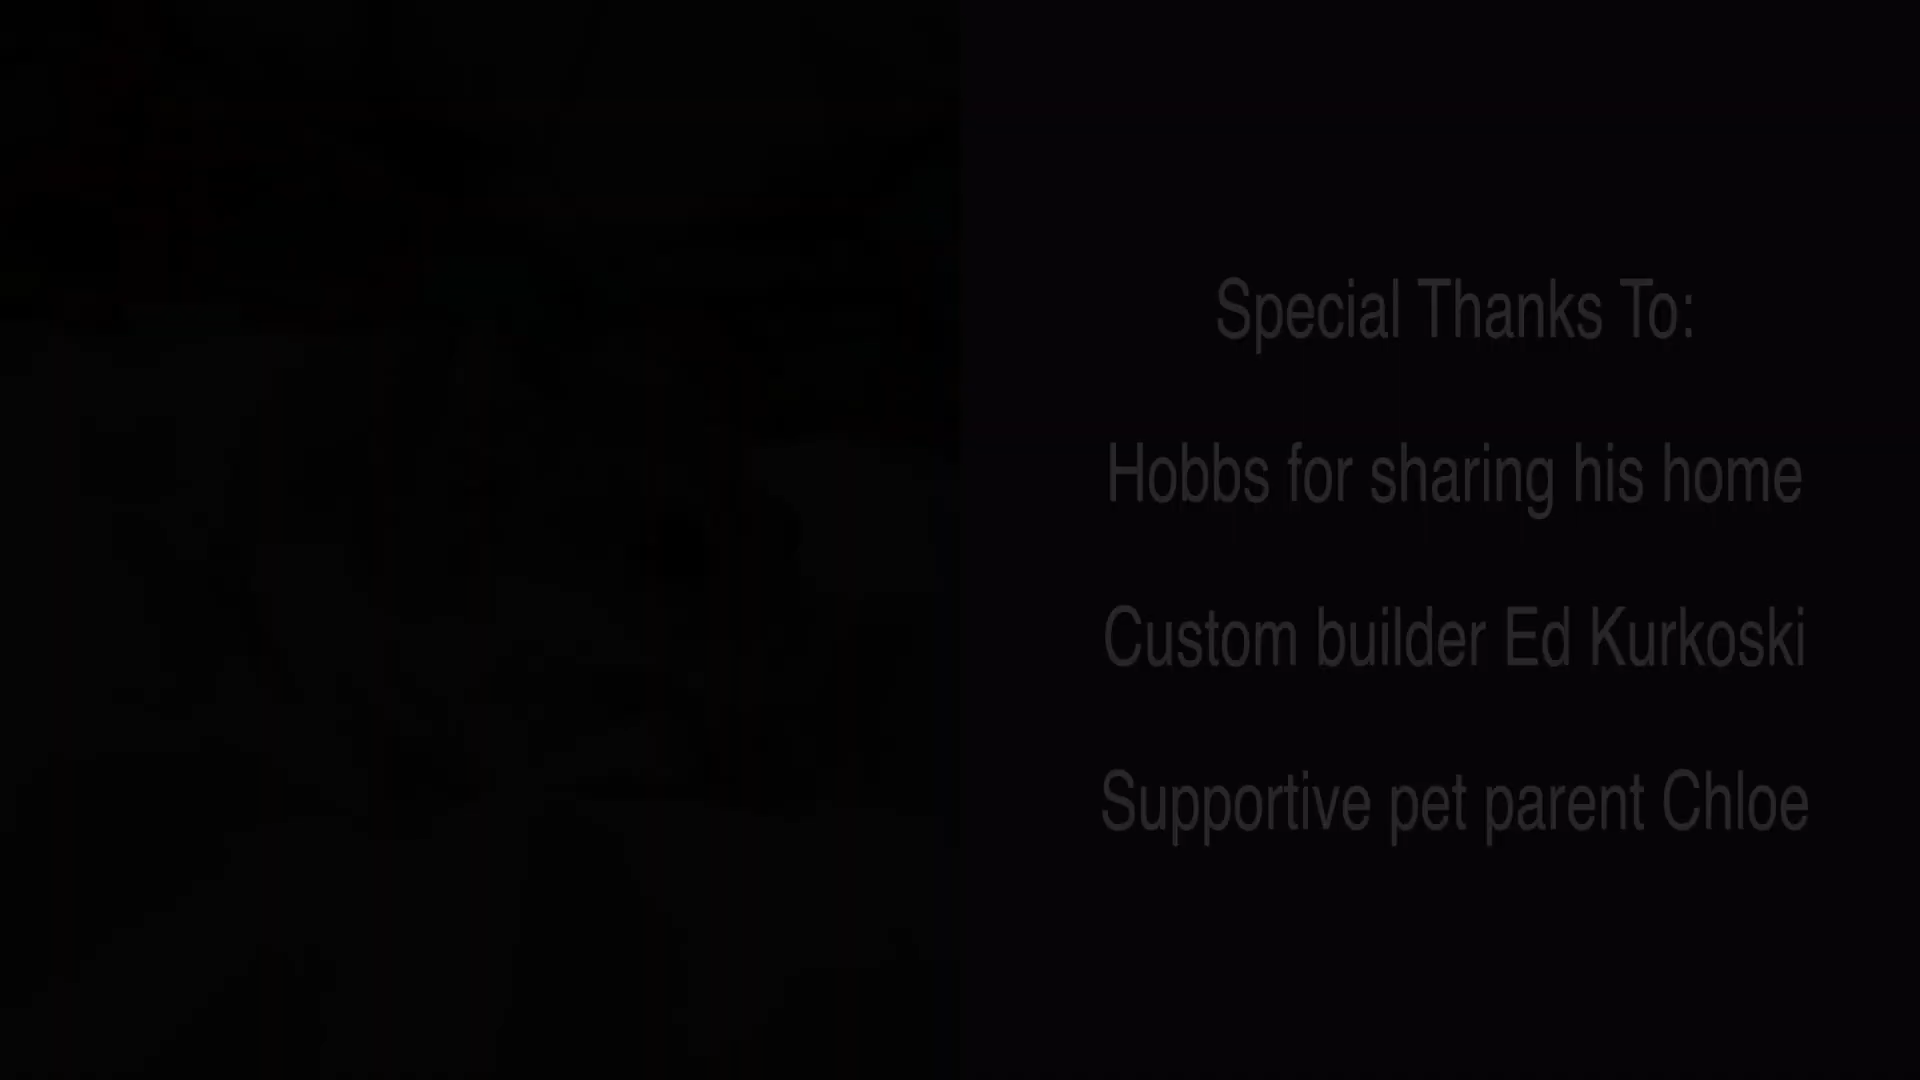 Special Thanks To:
Hobbs for sharing his home
Custom builder Ed Kurkoski
Supportive pet parent Chloe